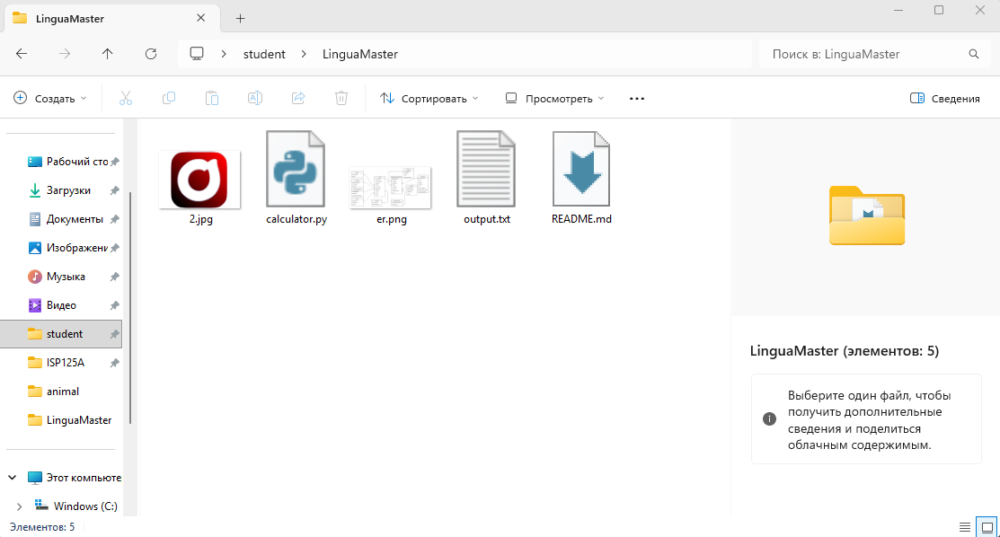 LinguaMaster
student
LinguaMaster
Поиск в: LinguaMaster
Создать
Сортировать
Просмотреть
Сведения
Рабочий сто
Загрузки
Документы
Изображени
Музыка
Видео
student
ISP125A
animal
LinguaMaster
Этот компьюте
Windows (C:)
2.jpg
calculator.py
er.png
output.txt
README.md
LinguaMaster (элементов: 5)
Выберите один файл, чтобы
получить дополнительные
сведения и поделиться
облачным содержимым.
Элементов: 5